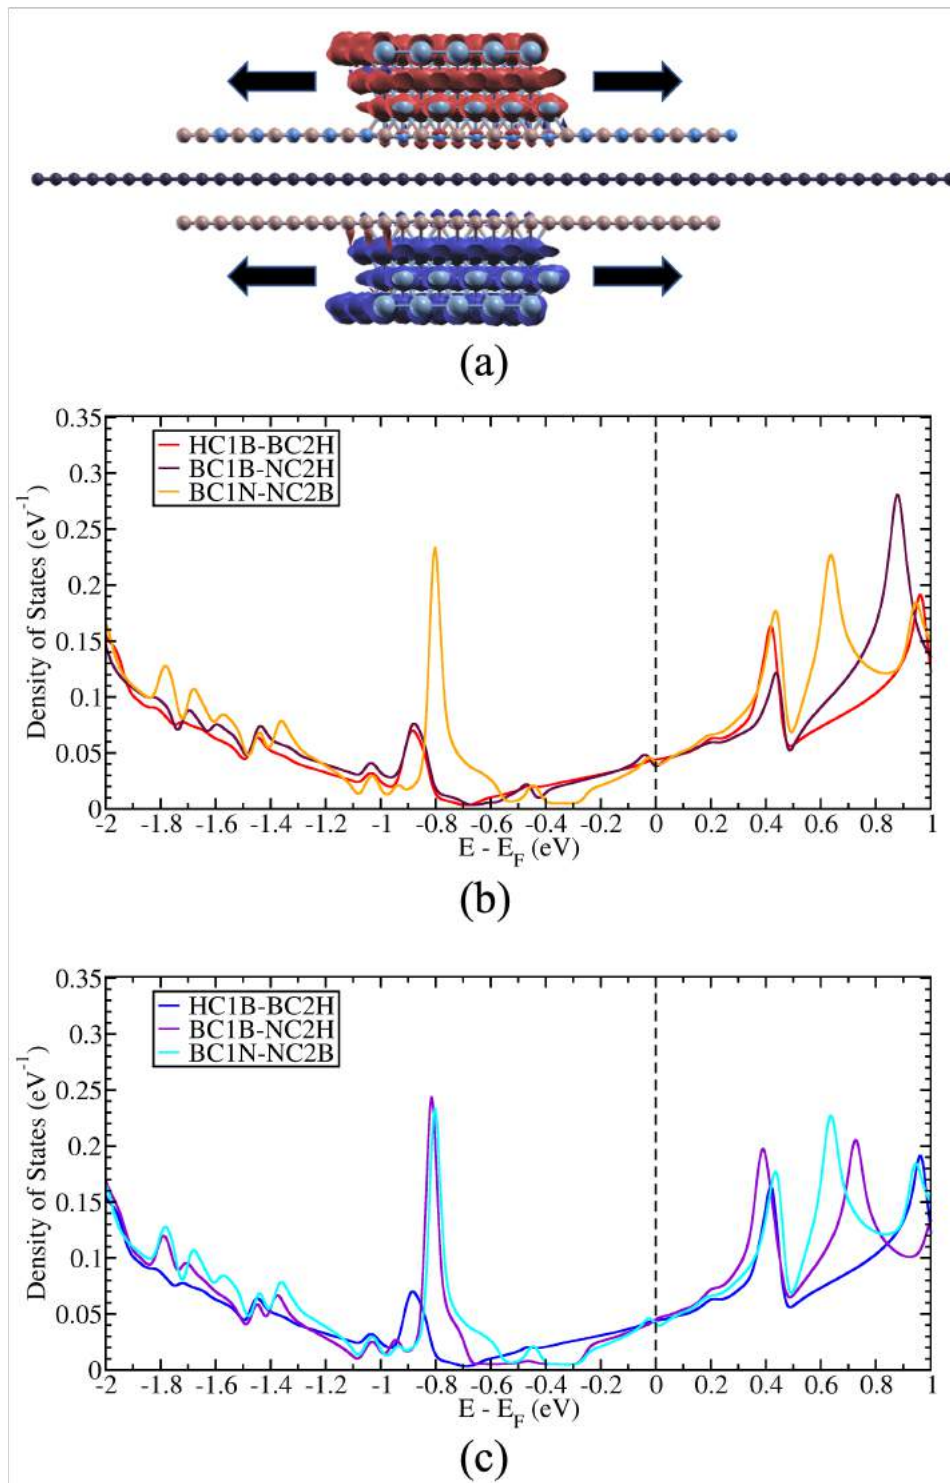 (a)
0.35
0.3
0.25
0.2
0.15
0.1
0.05
0
Density of States (eV⁻¹)
HC1B-BC2H
BC1B-NC2H
BC1N-NC2B
-2 -1.8 -1.6 -1.4 -1.2 -1 -0.8 -0.6 -0.4 -0.2 0 0.2 0.4 0.6 0.8 1
E - E_F (eV)
(b)
0.35
0.3
0.25
0.2
0.15
0.1
0.05
0
Density of States (eV⁻¹)
HC1B-BC2H
BC1B-NC2H
BC1N-NC2B
-2 -1.8 -1.6 -1.4 -1.2 -1 -0.8 -0.6 -0.4 -0.2 0 0.2 0.4 0.6 0.8 1
E - E_F (eV)
(c)